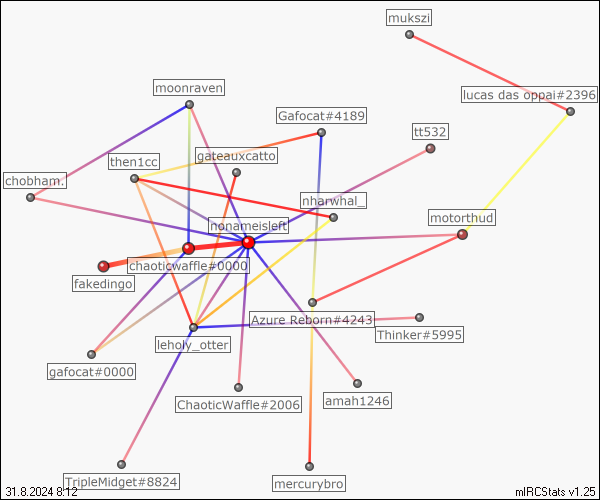 mukszi
moonraven
lucas das oppai#2396
Gafocat#4189
tt532
gateauxcatto
then1cc
chobham.
nharwhal_
motorthud
nonameisleft
chaoticwaffle#0000
fakedingo
Azure Reborn#4243
Thinker#5995
leholy_otter
gafocat#0000
amah1246
ChaoticWaffle#2006
TripleMidget#8824
mercurybro
31.8.2024 8:12
mIRCStats v1.25